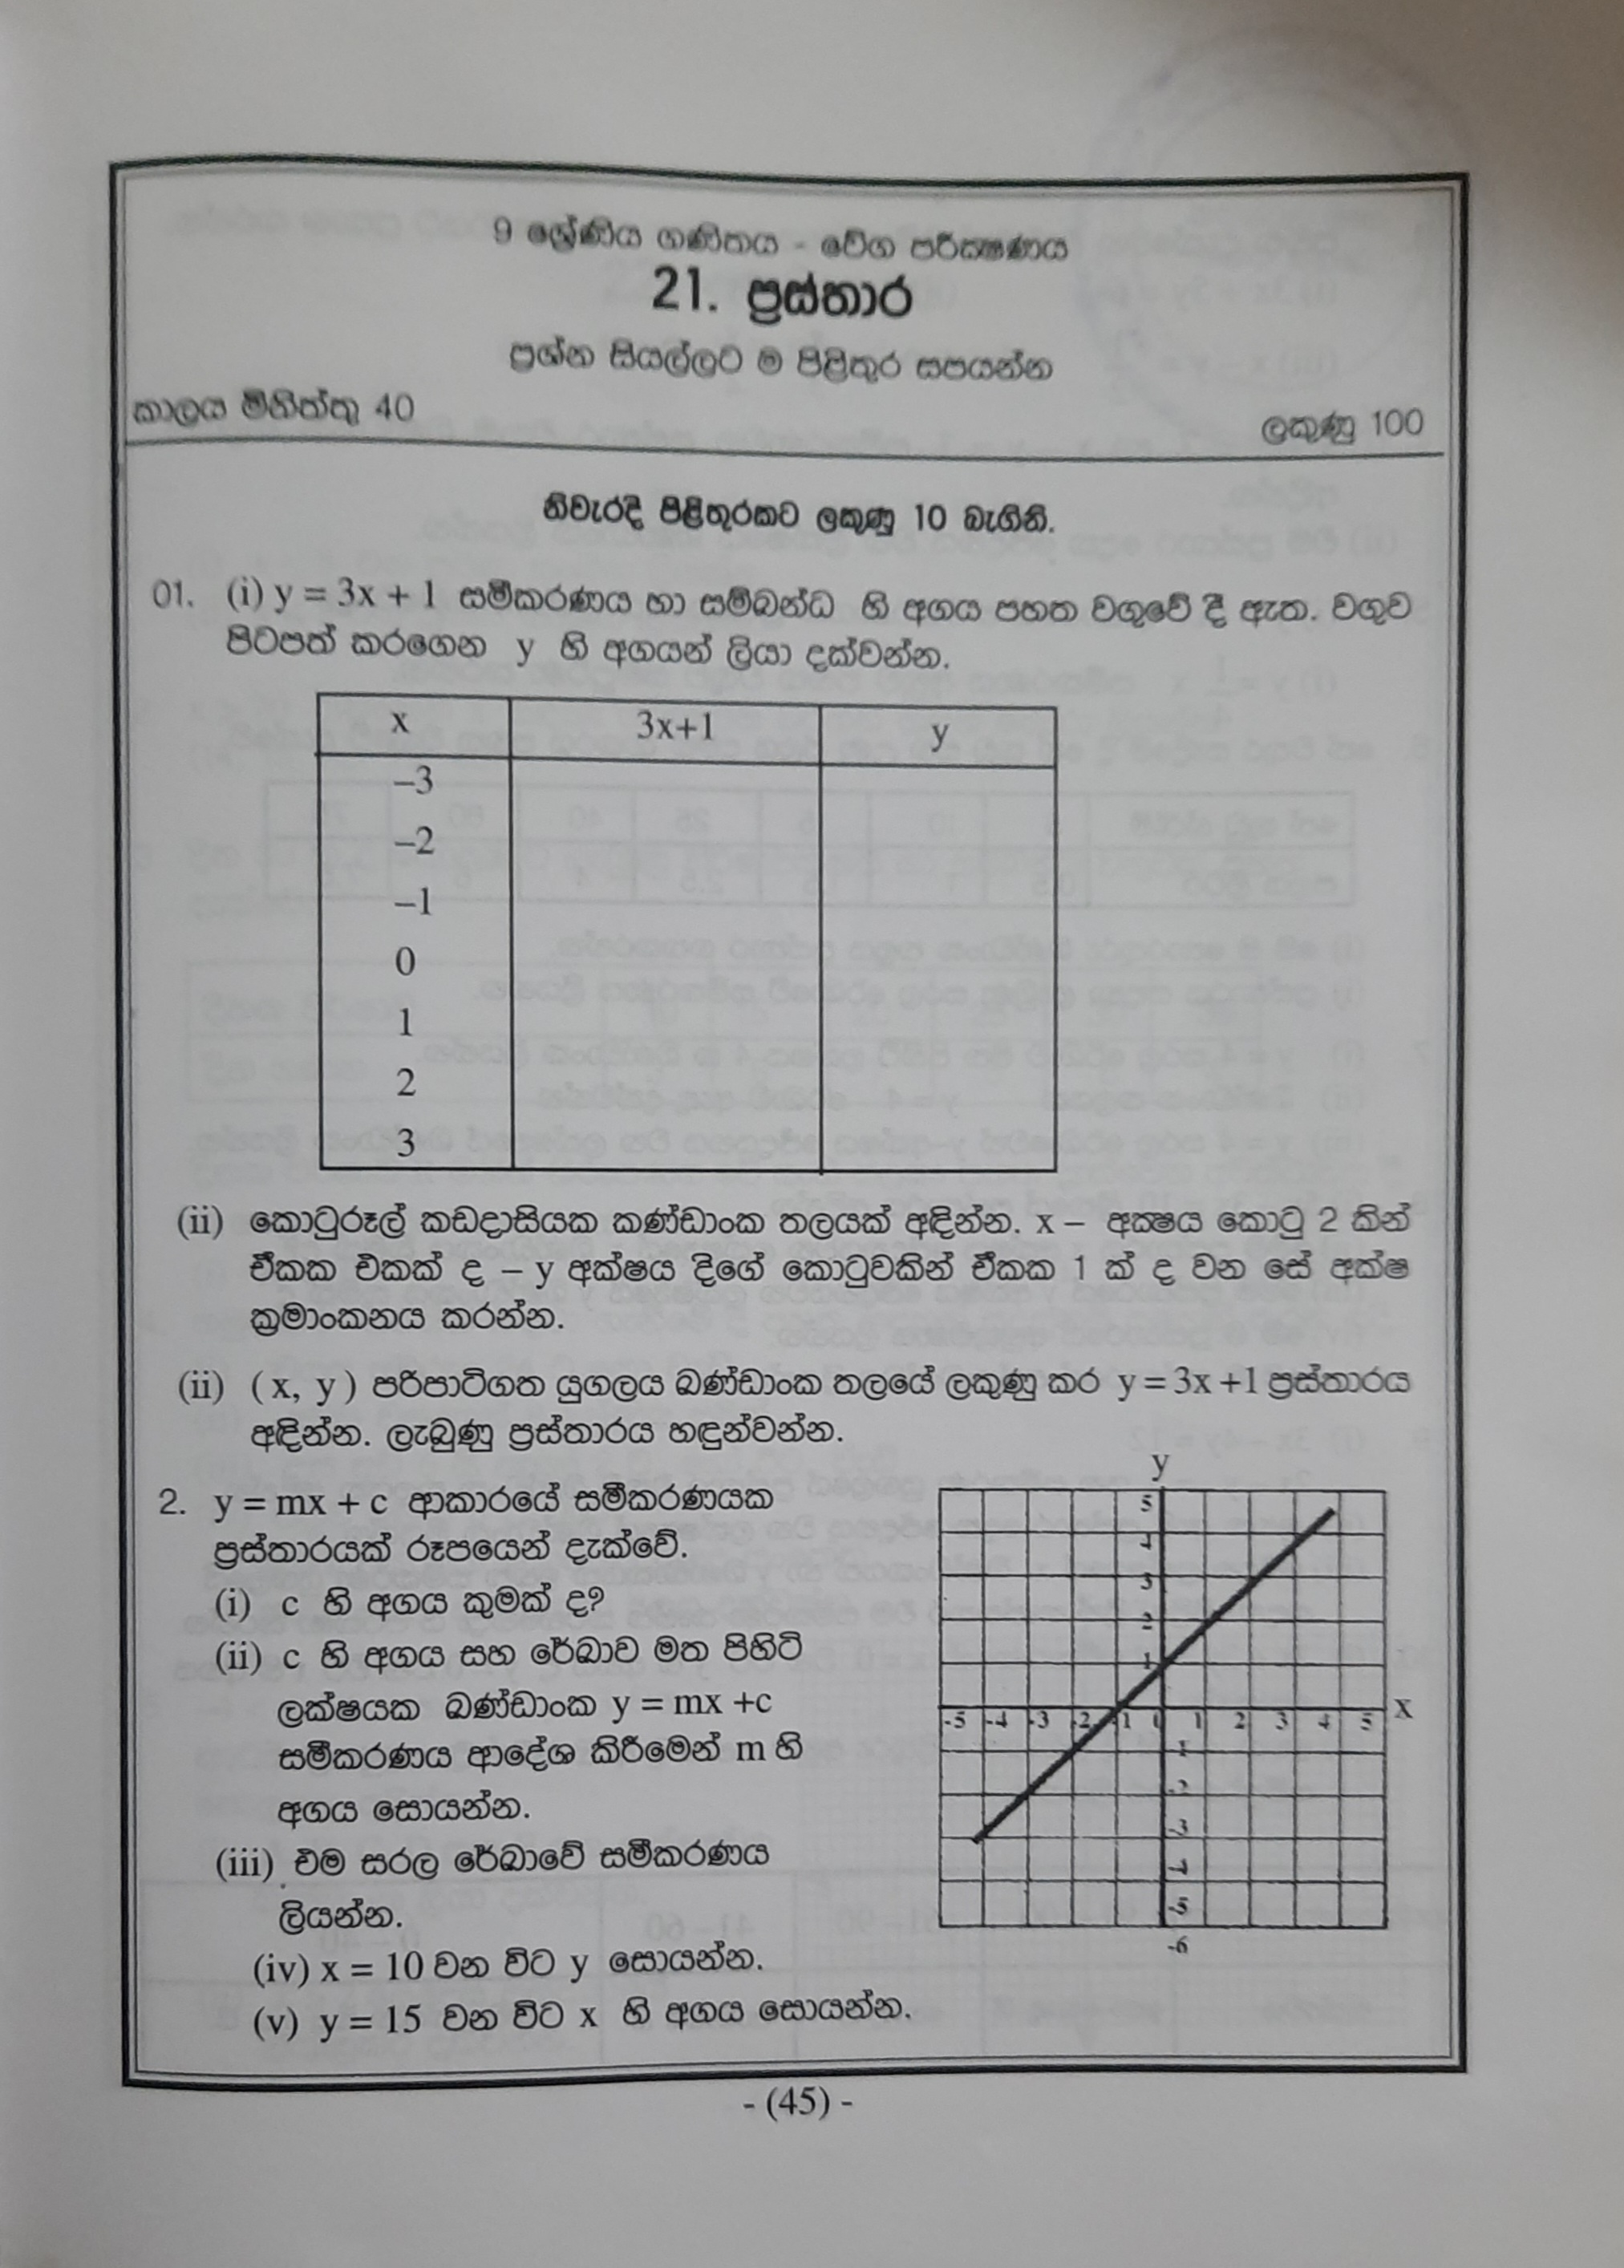 9 ශ්‍රේණිය ගණිතය - වේග පරීක්ෂණය
21. ප්‍රස්තාර
ප්‍රශ්න සියල්ලට ම පිළිතුරු සපයන්න
කාලය මිනිත්තු 40
ලකුණු 100
නිවැරදි පිළිතුරකට ලකුණු 10 බැගිනි.
01. (i) y = 3x + 1 සමීකරණය හා සම්බන්ධ හි අගය පහත වගුවේ දී ඇත. වගුව
පිටපත් කරගෙන y හි අගයන් ලියා දක්වන්න.
x 3x+1 y
–3
–2
–1
0
1
2
3
(ii) කොටුරූල් කඩදාසියක කණ්ඩාංක තලයක් අඳින්න. x – අක්‍ෂය කොටු 2 කින්
ඒකක එකක් ද – y අක්ෂය දිගේ කොටුවකින් ඒකක 1 ක් ද වන සේ අක්ෂ
ක්‍රමාංකනය කරන්න.
(ii) ( x, y ) පරිපාටිගත යුගලය ඛණ්ඩාංක තලයේ ලකුණු කර y = 3x +1 ප්‍රස්තාරය
අඳින්න. ලැබුණු ප්‍රස්තාරය හඳුන්වන්න.
2. y = mx + c ආකාරයේ සමීකරණයක
ප්‍රස්තාරයක් රූපයෙන් දැක්වේ.
(i) c හි අගය කුමක් ද?
(ii) c හි අගය සහ රේඛාව මත පිහිටි
ලක්ෂයක ඛණ්ඩාංක y = mx +c
සමීකරණය ආදේශ කිරීමෙන් m හි
අගය සොයන්න.
(iii) එම සරල රේඛාවේ සමීකරණය
ලියන්න.
(iv) x = 10 වන විට y සොයන්න.
(v) y = 15 වන විට x හි අගය සොයන්න.
y
5
4
3
2
1
-5 -4 -3 -2 -1 1 2 3 4 5 x
-2
-3
-4
-5
-6
- (45) -